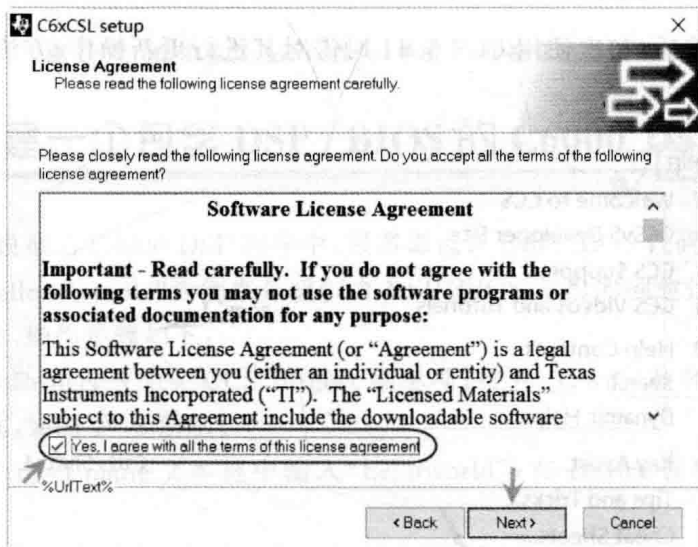 C6xCSL setup
License Agreement
Please read the following license agreement carefully.
Please closely read the following license agreement. Do you accept all the terms of the following
license agreement?
Software License Agreement
Important - Read carefully. If you do not agree with the
following terms you may not use the software programs or
associated documentation for any purpose:
This Software License Agreement (or “Agreement”) is a legal
agreement between you (either an individual or entity) and Texas
Instruments Incorporated (“TI”). The “Licensed Materials”
subject to this Agreement include the downloadable software
Yes, I agree with all the terms of this license agreement
%UrlText%
< Back
Next >
Cancel